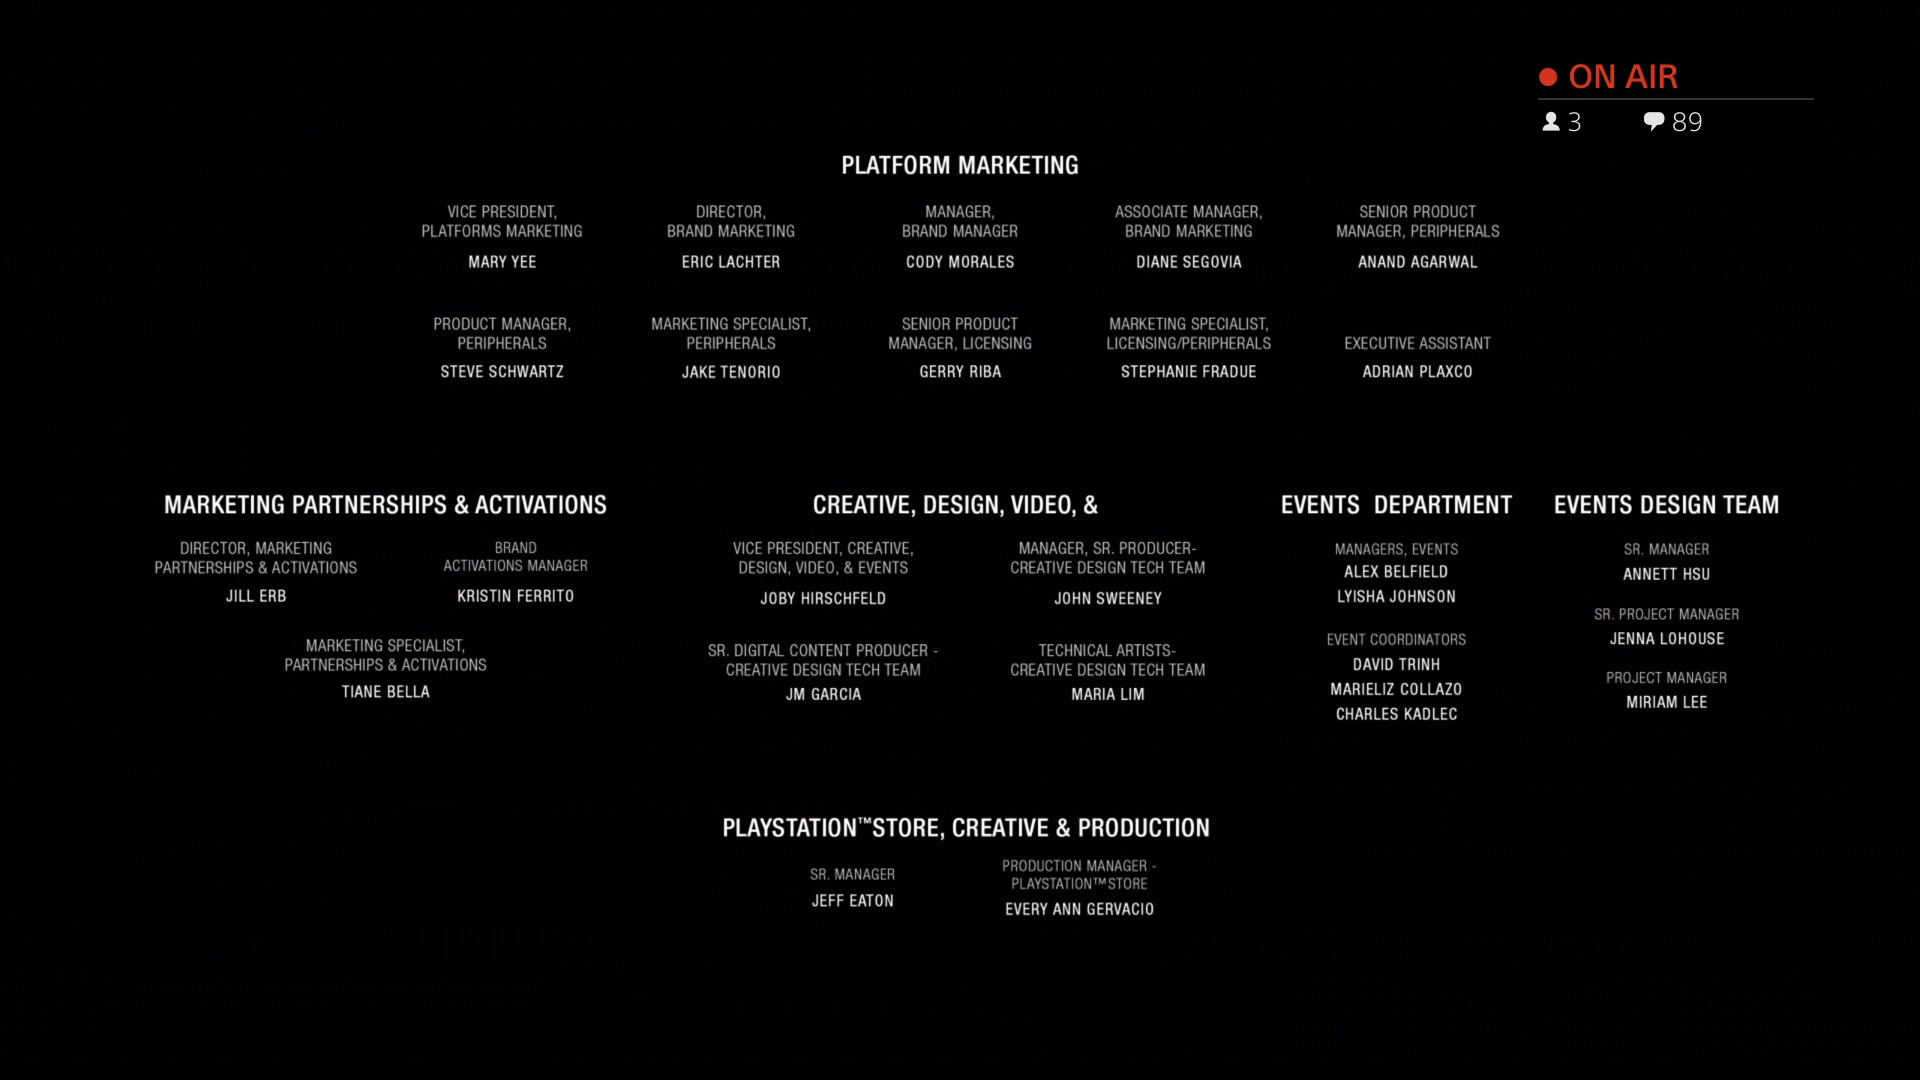 ON AIR
3 89
PLATFORM MARKETING
VICE PRESIDENT,
PLATFORMS MARKETING
MARY YEE
DIRECTOR,
BRAND MARKETING
ERIC LACHTER
MANAGER,
BRAND MANAGER
CODY MORALES
ASSOCIATE MANAGER,
BRAND MARKETING
DIANE SEGOVIA
SENIOR PRODUCT
MANAGER, PERIPHERALS
ANAND AGARWAL
PRODUCT MANAGER,
PERIPHERALS
STEVE SCHWARTZ
MARKETING SPECIALIST,
PERIPHERALS
JAKE TENORIO
SENIOR PRODUCT
MANAGER, LICENSING
GERRY RIBA
MARKETING SPECIALIST,
LICENSING/PERIPHERALS
STEPHANIE FRADUE
EXECUTIVE ASSISTANT
ADRIAN PLAXCO
MARKETING PARTNERSHIPS & ACTIVATIONS
DIRECTOR, MARKETING
PARTNERSHIPS & ACTIVATIONS
JILL ERB
BRAND
ACTIVATIONS MANAGER
KRISTIN FERRITO
MARKETING SPECIALIST,
PARTNERSHIPS & ACTIVATIONS
TIANE BELLA
CREATIVE, DESIGN, VIDEO, &
VICE PRESIDENT, CREATIVE,
DESIGN, VIDEO, & EVENTS
JOBY HIRSCHFELD
MANAGER, SR. PRODUCER-
CREATIVE DESIGN TECH TEAM
JOHN SWEENEY
SR. DIGITAL CONTENT PRODUCER -
CREATIVE DESIGN TECH TEAM
JM GARCIA
TECHNICAL ARTISTS-
CREATIVE DESIGN TECH TEAM
MARIA LIM
EVENTS DEPARTMENT
MANAGERS, EVENTS
ALEX BELFIELD
LYISHA JOHNSON
EVENT COORDINATORS
DAVID TRINH
MARIELIZ COLLAZO
CHARLES KADLEC
EVENTS DESIGN TEAM
SR. MANAGER
ANNETT HSU
SR. PROJECT MANAGER
JENNA LOHOUSE
PROJECT MANAGER
MIRIAM LEE
PLAYSTATION™STORE, CREATIVE & PRODUCTION
SR. MANAGER
JEFF EATON
PRODUCTION MANAGER -
PLAYSTATION™STORE
EVERY ANN GERVACIO